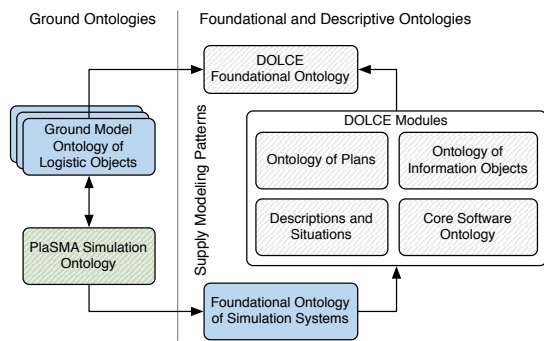 Ground Ontologies
Foundational and Descriptive Ontologies
DOLCE
Foundational Ontology
Ground Model
Ontology of
Logistic Objects
Supply Modeling Patterns
DOLCE Modules
Ontology of Plans
Ontology of
Information Objects
Descriptions and
Situations
Core Software
Ontology
PlaSMA Simulation
Ontology
Foundational Ontology
of Simulation Systems